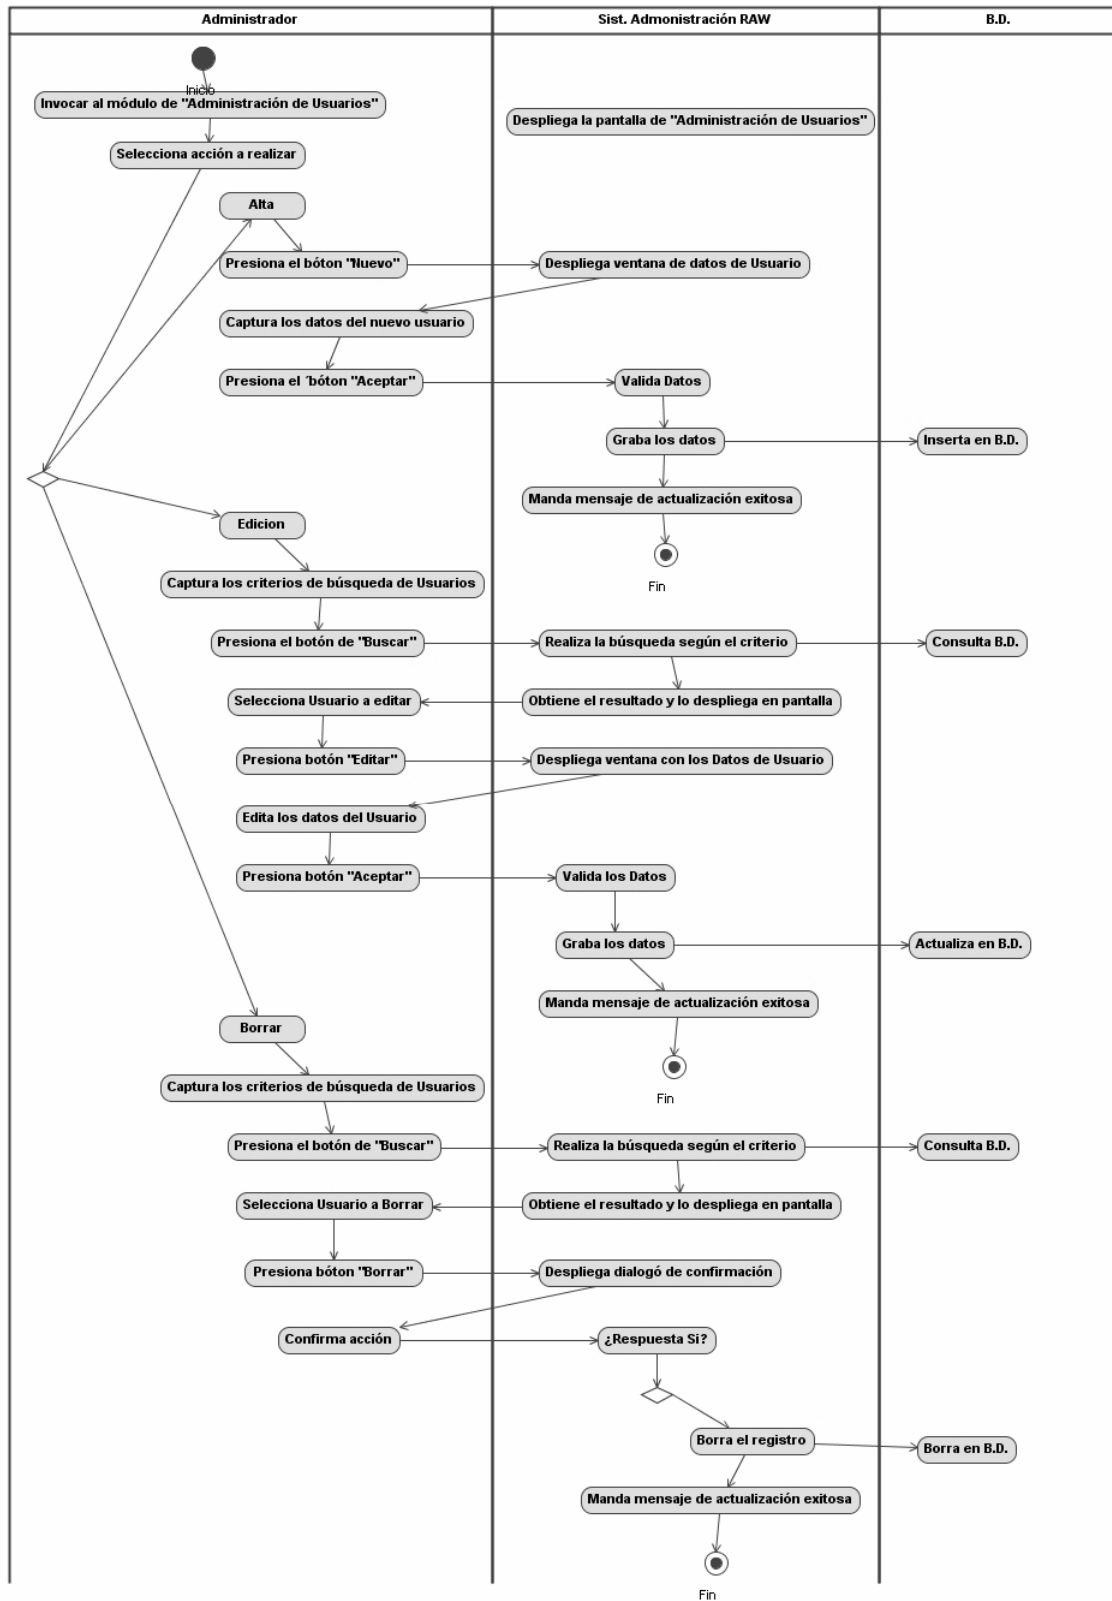 Administrador
Sist. Admonistración RAW
B.D.
Inicio
Invocar al módulo de "Administración de Usuarios"
Despliega la pantalla de "Administración de Usuarios"
Selecciona acción a realizar
Alta
Presiona el bóton "Nuevo"
Despliega ventana de datos de Usuario
Captura los datos del nuevo usuario
Presiona el ´bóton "Aceptar"
Valida Datos
Graba los datos
Inserta en B.D.
Manda mensaje de actualización exitosa
Edicion
Fin
Captura los criterios de búsqueda de Usuarios
Presiona el botón de "Buscar"
Realiza la búsqueda según el criterio
Consulta B.D.
Selecciona Usuario a editar
Obtiene el resultado y lo despliega en pantalla
Presiona botón "Editar"
Despliega ventana con los Datos de Usuario
Edita los datos del Usuario
Presiona botón "Aceptar"
Valida los Datos
Graba los datos
Actualiza en B.D.
Manda mensaje de actualización exitosa
Borrar
Fin
Captura los criterios de búsqueda de Usuarios
Presiona el botón de "Buscar"
Realiza la búsqueda según el criterio
Consulta B.D.
Selecciona Usuario a Borrar
Obtiene el resultado y lo despliega en pantalla
Presiona bóton "Borrar"
Despliega dialogó de confirmación
Confirma acción
¿Respuesta Si?
Borra el registro
Borra en B.D.
Manda mensaje de actualización exitosa
Fin